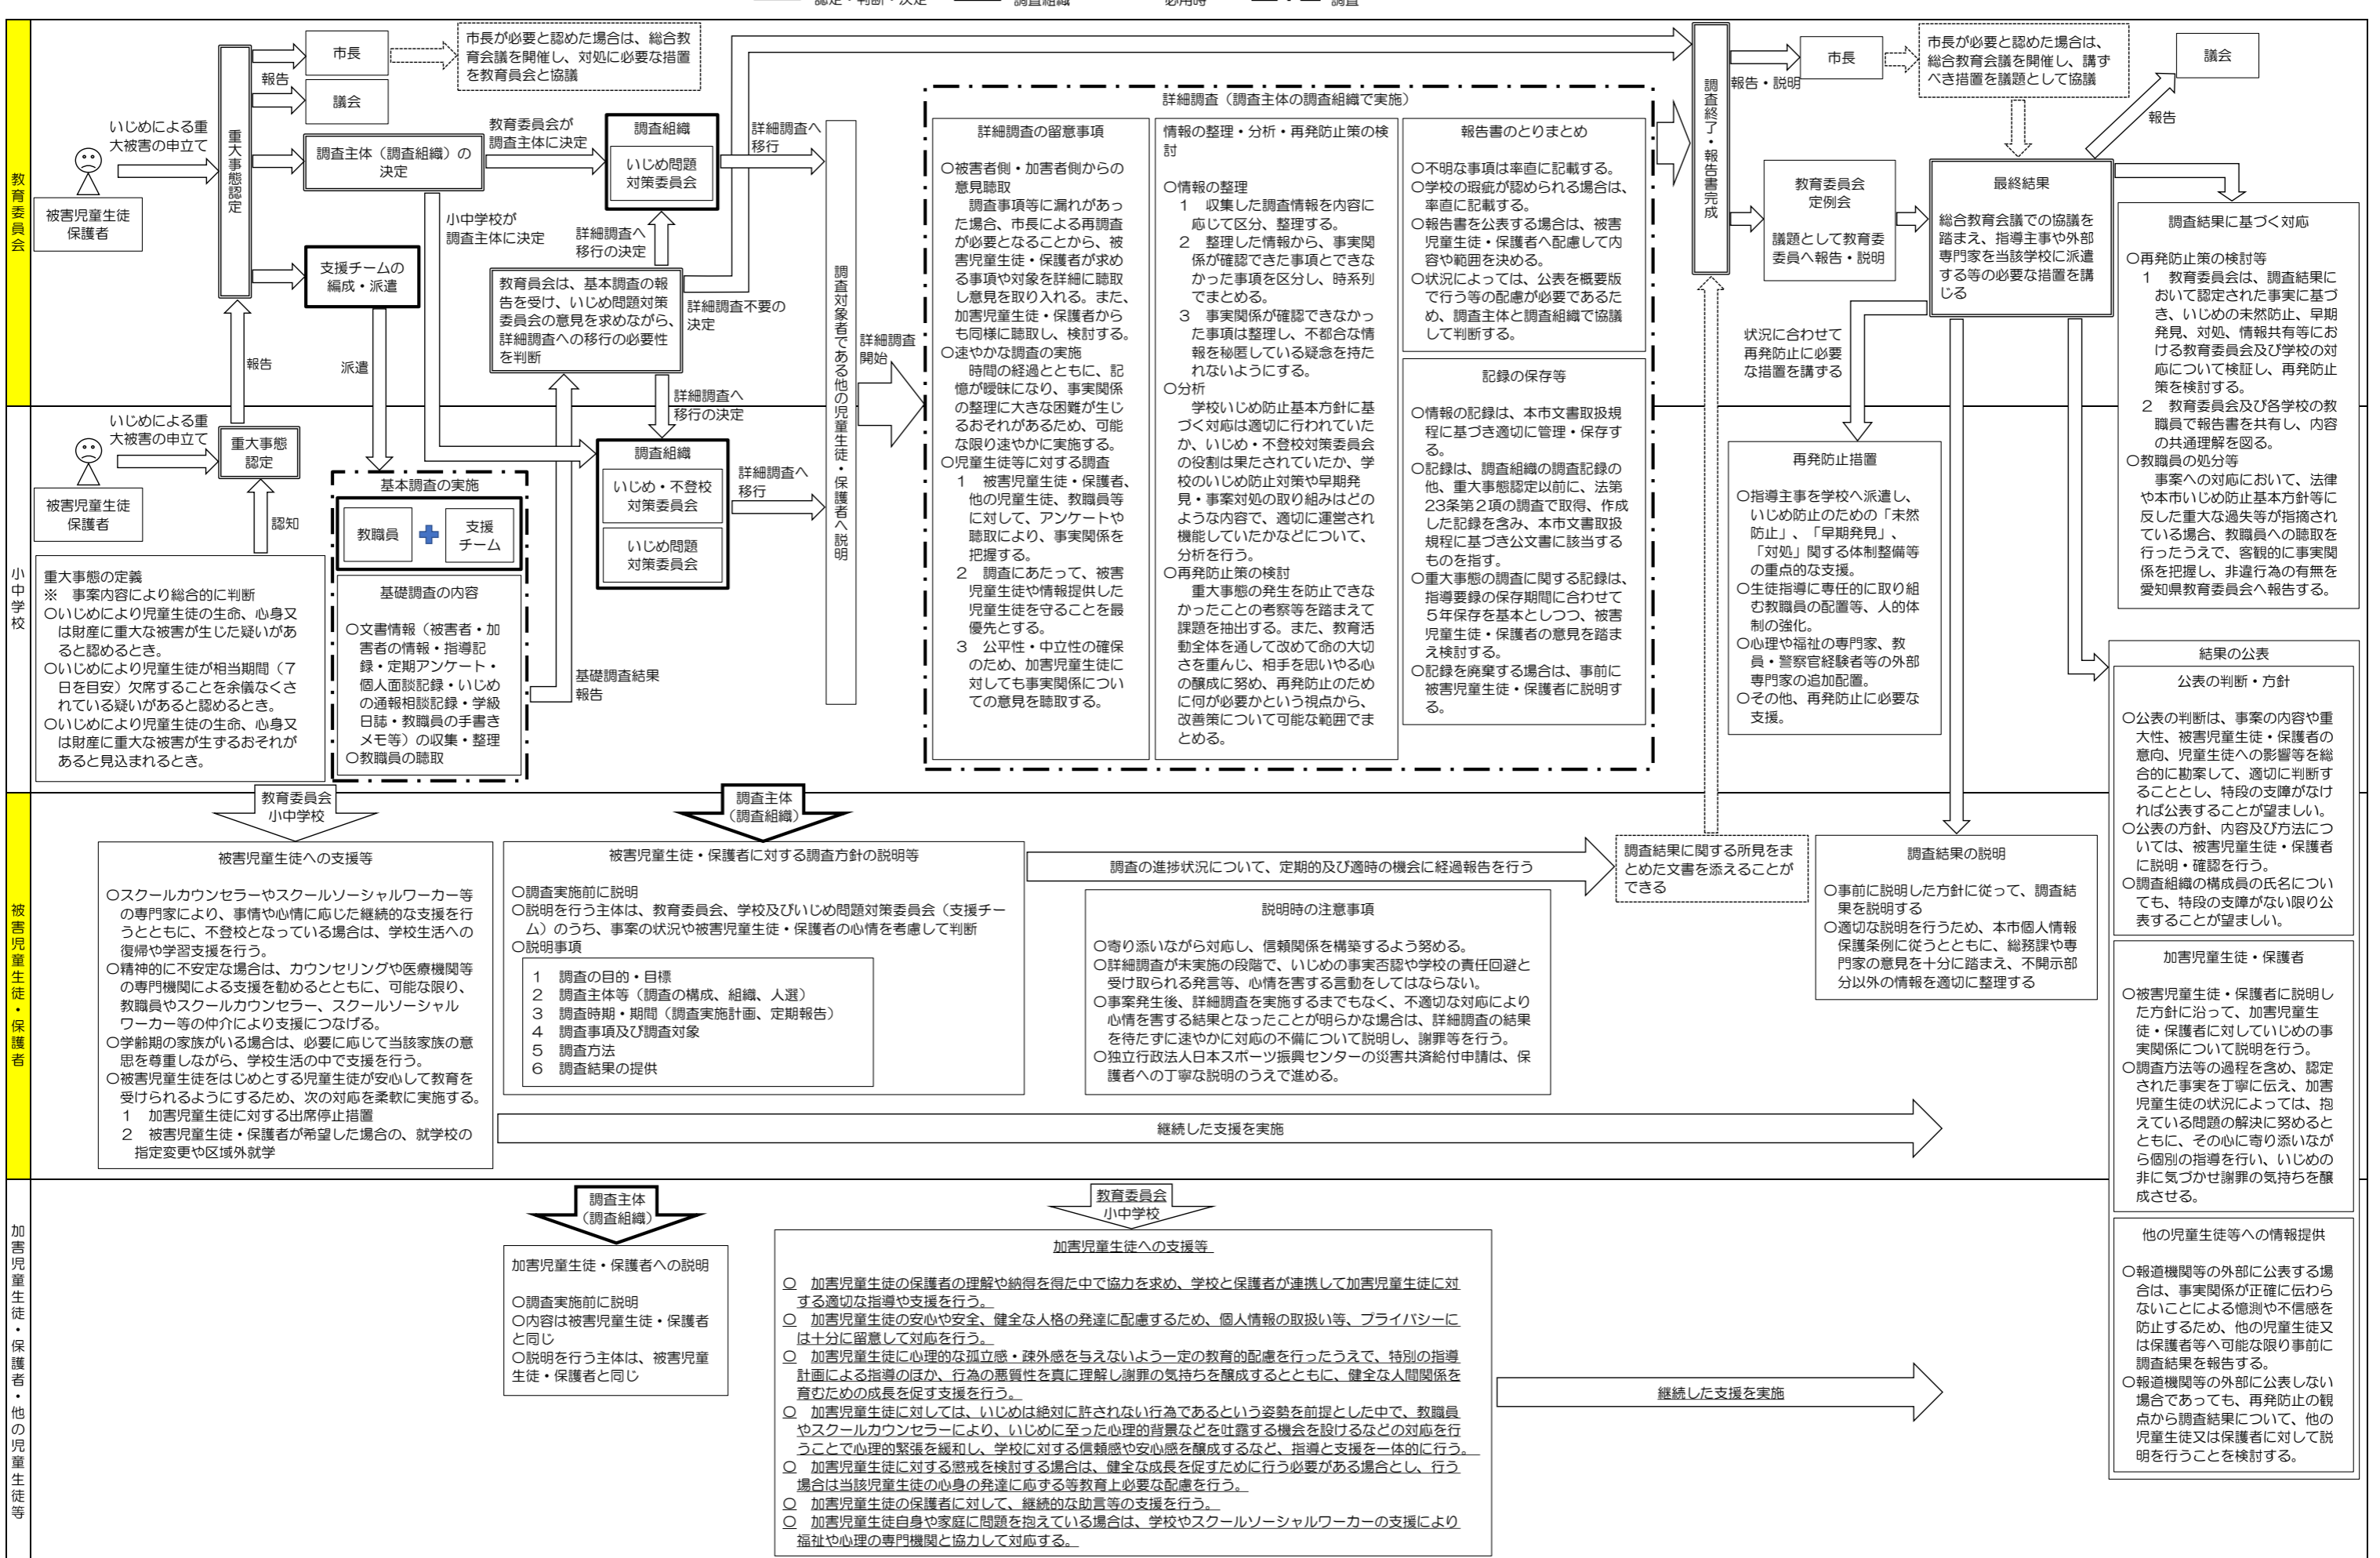 認定・判断・決定
調査組織
必用時
調査
教育委員会
いじめによる重
大被害の申立て
被害児童生徒
保護者
重大事態認定
報告
市長
議会
市長が必要と認めた場合は、総合教
育会議を開催し、対処に必要な措置
を教育員会と協議
調査主体（調査組織）の
決定
教育委員会が
調査主体に決定
小中学校が
調査主体に決定
支援チームの
編成・派遣
派遣
報告
調査組織
いじめ問題
対策委員会
詳細調査へ
移行
詳細調査へ
移行の決定
教育委員会は、基本調査の報
告を受け、いじめ問題対策
委員会の意見を求めながら、
詳細調査への移行の必要性
を判断
詳細調査不要の
決定
詳細調査へ
移行の決定
調査対象者である他の児童生徒・保護者へ説明
詳細調査
開始
詳細調査（調査主体の調査組織で実施）
詳細調査の留意事項
〇被害者側・加害者側からの
意見聴取
調査事項等に漏れがあっ
た場合、市長による再調査
が必要となることから、被
害児童生徒・保護者が求め
る事項や対象を詳細に聴取
し意見を取り入れる。また、
加害児童生徒・保護者から
も同様に聴取し、検討する。
〇速やかな調査の実施
時間の経過とともに、記
憶が曖昧になり、事実関係
の整理に大きな困難が生じ
るおそれがあるため、可能
な限り速やかに実施する。
〇児童生徒等に対する調査
１　被害児童生徒・保護者、
他の児童生徒、教職員等
に対して、アンケートや
聴取により、事実関係を
把握する。
２　調査にあたって、被害
児童生徒や情報提供した
児童生徒を守ることを最
優先とする。
３　公平性・中立性の確保
のため、加害児童生徒に
対しても事実関係につい
ての意見を聴取する。
情報の整理・分析・再発防止策の検
討
〇情報の整理
１　収集した調査情報を内容に
応じて区分、整理する。
２　整理した情報から、事実関
係が確認できた事項とできな
かった事項を区分し、時系列
でまとめる。
３　事実関係が確認できなかっ
た事項は整理し、不都合な情
報を秘匿している疑念を持た
れないようにする。
〇分析
学校いじめ防止基本方針に基
づく対応は適切に行われていた
か、いじめ・不登校対策委員会
の役割は果たされていたか、学
校のいじめ防止対策や早期発
見・事案対処の取り組みはどの
ような内容で、適切に運営され
機能していたかなどについて、
分析を行う。
〇再発防止策の検討
重大事態の発生を防止できな
かったことの考察等を踏まえて
課題を抽出する。また、教育活
動全体を通して改めて命の大切
さを重んじ、相手を思いやる心
の醸成に努め、再発防止のため
に何が必要かという視点から、
改善策について可能な範囲でま
とめる。
報告書のとりまとめ
〇不明な事項は率直に記載する。
〇学校の瑕疵が認められる場合は、
率直に記載する。
〇報告書を公表する場合は、被害
児童生徒・保護者へ配慮して内
容や範囲を決める。
〇状況によっては、公表を概要版
で行う等の配慮が必要であるた
め、調査主体と調査組織で協議
して判断する。
記録の保存等
〇情報の記録は、本市文書取扱規
程に基づき適切に管理・保存す
る。
〇記録は、調査組織の調査記録の
他、重大事態認定以前に、法第
２３条第２項の調査で取得、作成
した記録を含み、本市文書取扱
規程に基づき公文書に該当する
ものを指す。
〇重大事態の調査に関する記録は、
指導要録の保存期間に合わせて
５年保存を基本としつつ、被害
児童生徒・保護者の意見を踏ま
え検討する。
〇記録を廃棄する場合は、事前に
被害児童生徒・保護者に説明す
る。
調査終了・報告書完成
報告・説明
市長
市長が必要と認めた場合は、
総合教育会議を開催し、講ず
べき措置を議題として協議
議会
報告
教育委員会
定例会
議題として教育委
委員へ報告・説明
最終結果
総合教育会議での協議を
踏まえ、指導主事や外部
専門家を当該学校に派遣
する等の必要な措置を講
じる
状況に合わせて
再発防止に必要
な措置を講ずる
調査結果に基づく対応
〇再発防止策の検討等
１　教育委員会は、調査結果に
おいて認定された事実に基づ
き、いじめの未然防止、早期
発見、対処、情報共有等にお
ける教育委員会及び学校の対
応について検証し、再発防止
策を検討する。
２　教育委員会及び各学校の教
職員で報告書を共有し、内容
の共通理解を図る。
〇教職員の処分等
事案への対応において、法律
や本市いじめ防止基本方針等に
反した重大な過失等が指摘され
ている場合、教職員への聴取を
行ったうえで、客観的に事実関
係を把握し、非違行為の有無を
愛知県教育委員会へ報告する。
小中学校
いじめによる重
大被害の申立て
被害児童生徒
保護者
重大事態
認定
認知
重大事態の定義
※　事案内容により総合的に判断
〇いじめにより児童生徒の生命、心身又
は財産に重大な被害が生じた疑いがあ
ると認めるとき。
〇いじめにより児童生徒が相当期間（７
日を目安）欠席することを余儀なくさ
れている疑いがあると認めるとき。
〇いじめにより児童生徒の生命、心身又
は財産に重大な被害が生ずるおそれが
あると見込まれるとき。
基本調査の実施
教職員
支援
チーム
基礎調査の内容
〇文書情報（被害者・加
害者の情報・指導記
録・定期アンケート・
個人面談記録・いじめ
の通報相談記録・学級
日誌・教職員の手書き
メモ等）の収集・整理
〇教職員の聴取
基礎調査結果
報告
調査組織
いじめ・不登校
対策委員会
いじめ問題
対策委員会
詳細調査へ
移行
再発防止措置
〇指導主事を学校へ派遣し、
いじめ防止のための「未然
防止」、「早期発見」、
「対処」関する体制整備等
の重点的な支援。
〇生徒指導に専任的に取り組
む教職員の配置等、人的体
制の強化。
〇心理や福祉の専門家、教
員・警察官経験者等の外部
専門家の追加配置。
〇その他、再発防止に必要な
支援。
結果の公表
公表の判断・方針
〇公表の判断は、事案の内容や重
大性、被害児童生徒・保護者の
意向、児童生徒への影響等を総
合的に勘案して、適切に判断す
ることとし、特段の支障がなけ
れば公表することが望ましい。
〇公表の方針、内容及び方法につ
いては、被害児童生徒・保護者
に説明・確認を行う。
〇調査組織の構成員の氏名につい
ても、特段の支障がない限り公
表することが望ましい。
加害児童生徒・保護者
〇被害児童生徒・保護者に説明し
た方針に沿って、加害児童生
徒・保護者に対していじめの事
実関係について説明を行う。
〇調査方法等の過程を含め、認定
された事実を丁寧に伝え、加害
児童生徒の状況によっては、抱
えている問題の解決に努めると
ともに、その心に寄り添いなが
ら個別の指導を行い、いじめの
非に気づかせ謝罪の気持ちを醸
成させる。
他の児童生徒等への情報提供
〇報道機関等の外部に公表する場
合は、事実関係が正確に伝わら
ないことによる憶測や不信感を
防止するため、他の児童生徒又
は保護者等へ可能な限り事前に
調査結果を報告する。
〇報道機関等の外部に公表しない
場合であっても、再発防止の観
点から調査結果について、他の
児童生徒又は保護者に対して説
明を行うことを検討する。
被害児童生徒・保護者
教育委員会
小中学校
被害児童生徒への支援等
〇スクールカウンセラーやスクールソーシャルワーカー等
の専門家により、事情や心情に応じた継続的な支援を行
うとともに、不登校となっている場合は、学校生活への
復帰や学習支援を行う。
〇精神的に不安定な場合は、カウンセリングや医療機関等
の専門機関による支援を勧めるとともに、可能な限り、
教職員やスクールカウンセラー、スクールソーシャル
ワーカー等の仲介により支援につなげる。
〇学齢期の家族がいる場合は、必要に応じて当該家族の意
思を尊重しながら、学校生活の中で支援を行う。
〇被害児童生徒をはじめとする児童生徒が安心して教育を
受けられるようにするため、次の対応を柔軟に実施する。
１　加害児童生徒に対する出席停止措置
２　被害児童生徒・保護者が希望した場合の、就学校の
指定変更や区域外就学
調査主体
（調査組織）
被害児童生徒・保護者に対する調査方針の説明等
〇調査実施前に説明
〇説明を行う主体は、教育委員会、学校及びいじめ問題対策委員会（支援チー
ム）のうち、事案の状況や被害児童生徒・保護者の心情を考慮して判断
〇説明事項
１　調査の目的・目標
２　調査主体等（調査の構成、組織、人選）
３　調査時期・期間（調査実施計画、定期報告）
４　調査事項及び調査対象
５　調査方法
６　調査結果の提供
調査の進捗状況について、定期的及び適時の機会に経過報告を行う
説明時の注意事項
〇寄り添いながら対応し、信頼関係を構築するよう努める。
〇詳細調査が未実施の段階で、いじめの事実否認や学校の責任回避と
受け取られる発言等、心情を害する言動をしてはならない。
〇事案発生後、詳細調査を実施するまでもなく、不適切な対応により
心情を害する結果となったことが明らかな場合は、詳細調査の結果
を待たずに速やかに対応の不備について説明し、謝罪等を行う。
〇独立行政法人日本スポーツ振興センターの災害共済給付申請は、保
護者への丁寧な説明のうえで進める。
調査結果に関する所見をま
とめた文書を添えることが
できる
調査結果の説明
〇事前に説明した方針に従って、調査結
果を説明する
〇適切な説明を行うため、本市個人情報
保護条例に従うとともに、総務課や専
門家の意見を十分に踏まえ、不開示部
分以外の情報を適切に整理する
継続した支援を実施
加害児童生徒・保護者・他の児童生徒等
調査主体
（調査組織）
加害児童生徒・保護者への説明
〇調査実施前に説明
〇内容は被害児童生徒・保護者
と同じ
〇説明を行う主体は、被害児童
生徒・保護者と同じ
教育委員会
小中学校
加害児童生徒への支援等
〇　加害児童生徒の保護者の理解や納得を得た中で協力を求め、学校と保護者が連携して加害児童生徒に対
する適切な指導や支援を行う。
〇　加害児童生徒の安心や安全、健全な人格の発達に配慮するため、個人情報の取扱い等、プライバシーに
は十分に留意して対応を行う。
〇　加害児童生徒に心理的な孤立感・疎外感を与えないよう一定の教育的配慮を行ったうえで、特別の指導
計画による指導のほか、行為の悪質性を真に理解し謝罪の気持ちを醸成するとともに、健全な人間関係を
育むための成長を促す支援を行う。
〇　加害児童生徒に対しては、いじめは絶対に許されない行為であるという姿勢を前提とした中で、教職員
やスクールカウンセラーにより、いじめに至った心理的背景などを吐露する機会を設けるなどの対応を行
うことで心理的緊張を緩和し、学校に対する信頼感や安心感を醸成するなど、指導と支援を一体的に行う。
〇　加害児童生徒に対する懲戒を検討する場合は、健全な成長を促すために行う必要がある場合とし、行う
場合は当該児童生徒の心身の発達に応ずる等教育上必要な配慮を行う。
〇　加害児童生徒の保護者に対して、継続的な助言等の支援を行う。
〇　加害児童生徒自身や家庭に問題を抱えている場合は、学校やスクールソーシャルワーカーの支援により
福祉や心理の専門機関と協力して対応する。
継続した支援を実施